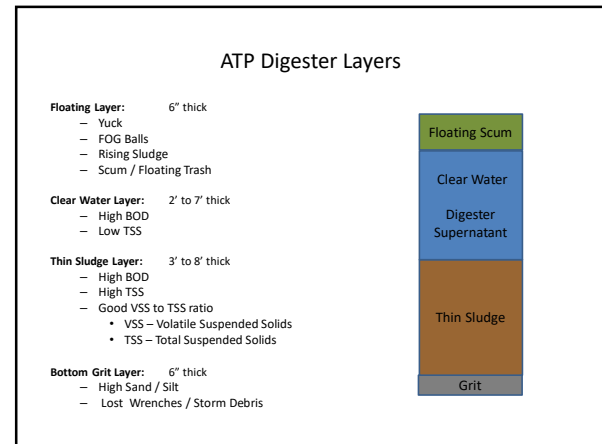 ATP Digester Layers
Floating Layer: 6” thick
– Yuck
– FOG Balls
– Rising Sludge
– Scum / Floating Trash
Clear Water Layer: 2’ to 7’ thick
– High BOD
– Low TSS
Thin Sludge Layer: 3’ to 8’ thick
– High BOD
– High TSS
– Good VSS to TSS ratio
• VSS – Volatile Suspended Solids
• TSS – Total Suspended Solids
Bottom Grit Layer: 6” thick
– High Sand / Silt
– Lost Wrenches / Storm Debris
Floating Scum
Clear Water
Digester
Supernatant
Thin Sludge
Grit